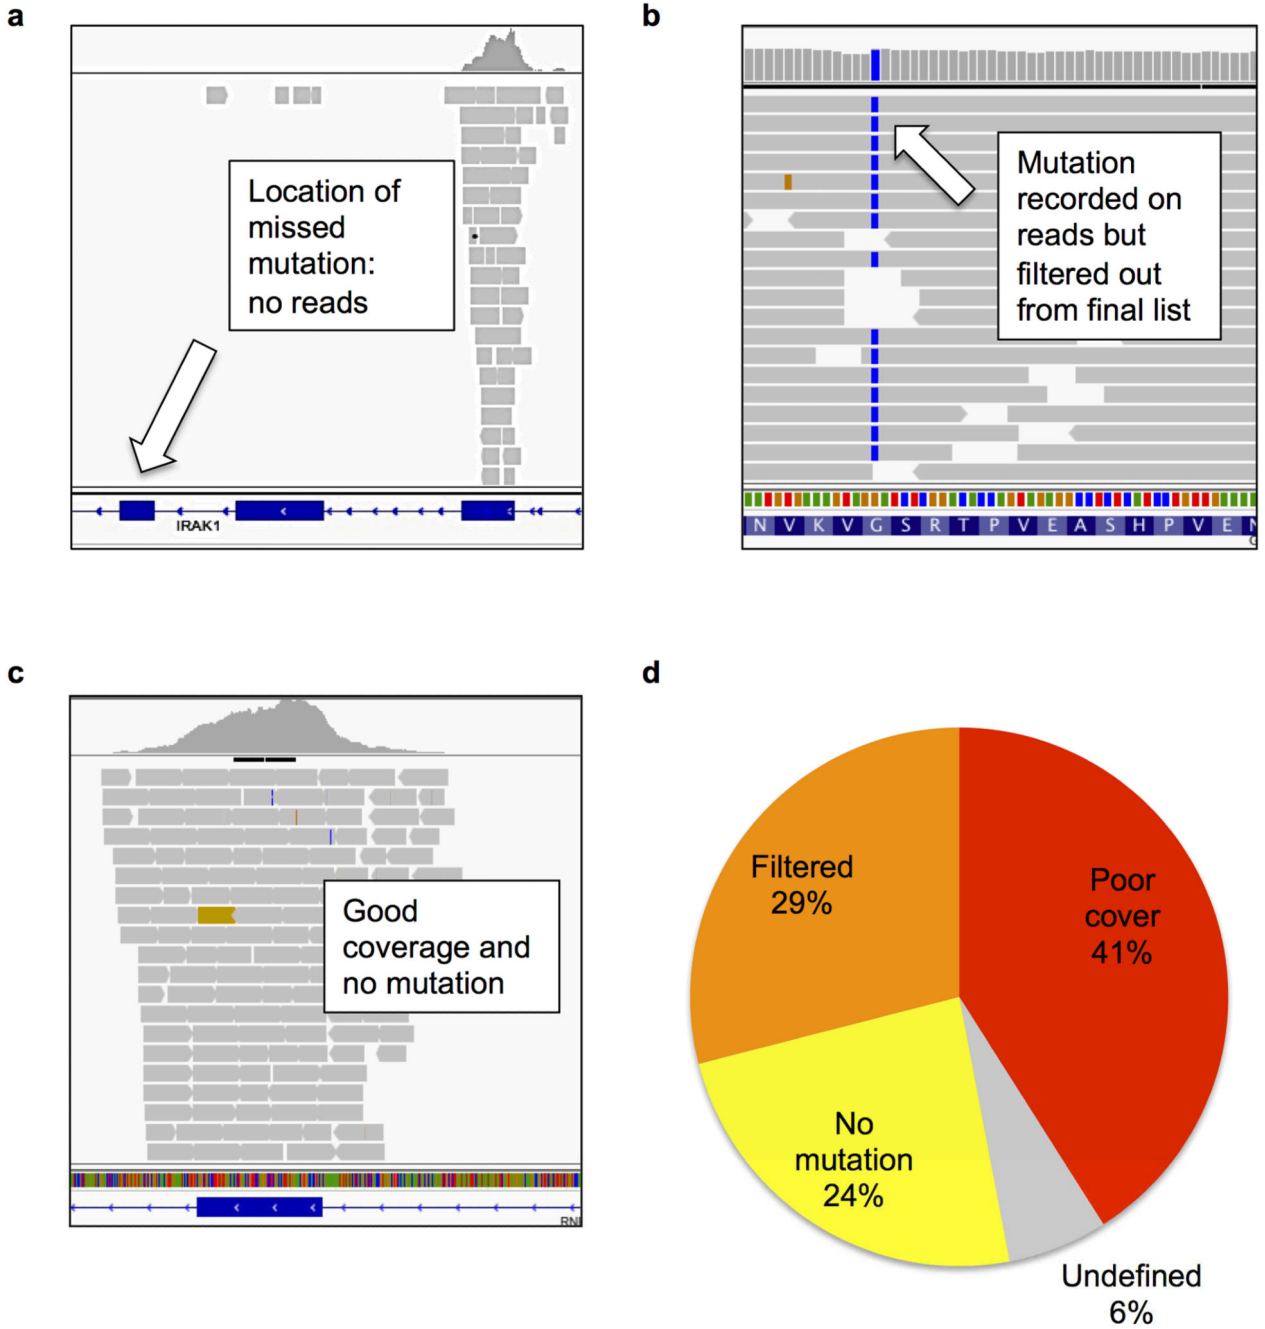 a
Location of
missed
mutation:
no reads
IRAK1
b
Mutation
recorded on
reads but
filtered out
from final list
N V K V G S R T P V E A S H P V E N
c
Good
coverage and
no mutation
RNI
d
Filtered
29%
Poor
cover
41%
No
mutation
24%
Undefined
6%